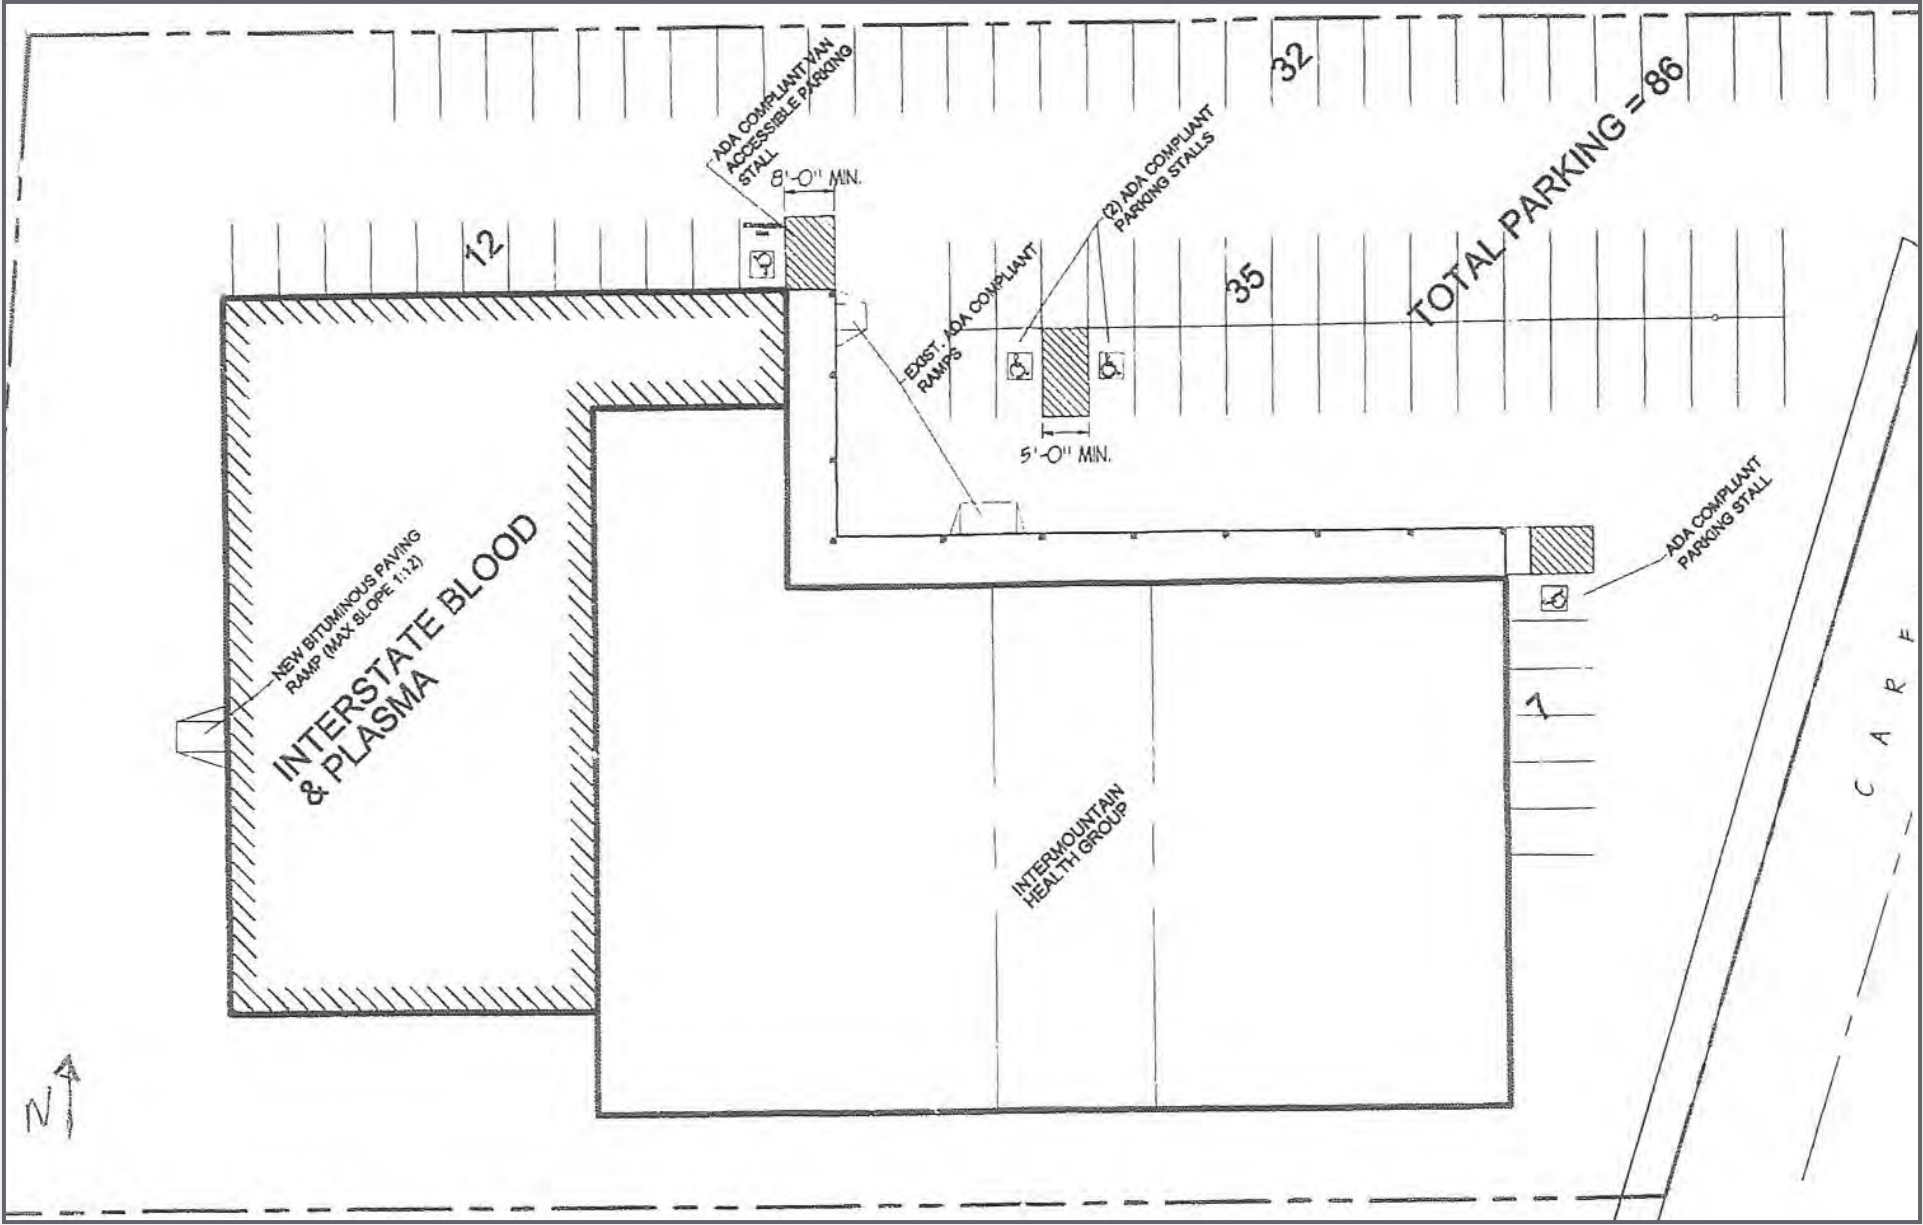 32
TOTAL PARKING = 86
ADA COMPLIANT VAN
ACCESSIBLE PARKING
STALL
8'-0" MIN.
(2) ADA COMPLIANT
PARKING STALLS
12
35
EXIST. ADA COMPLIANT
RAMPS
5'-0" MIN.
ADA COMPLIANT
PARKING STALL
NEW BITUMINOUS PAVING
RAMP (MAX SLOPE 1:12)
INTERSTATE BLOOD
& PLASMA
7
INTERMOUNTAIN
HEALTH GROUP
C A R F
N